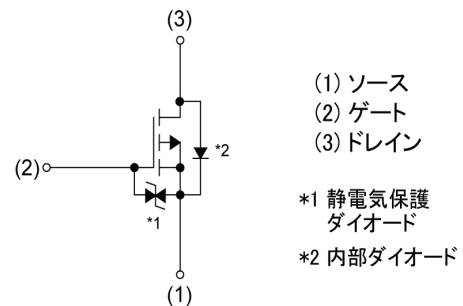 (3)
(2)
*2
*1
(1)
(1) ソース
(2) ゲート
(3) ドレイン
*1 静電気保護
ダイオード
*2 内部ダイオード